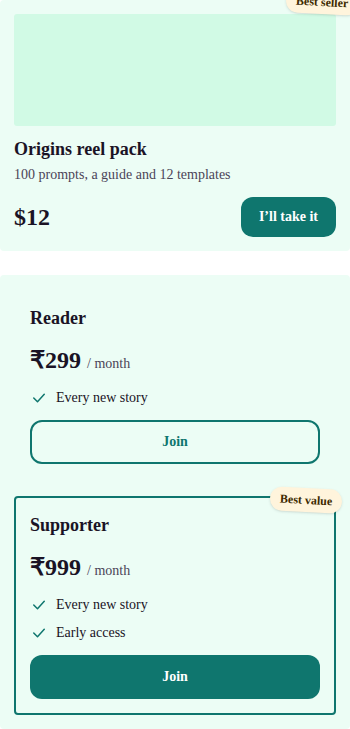 Best seller
Origins reel pack
100 prompts, a guide and 12 templates
$12
I’ll take it
Reader
₹299 / month
Every new story
Join
Best value
Supporter
₹999 / month
Every new story
Early access
Join